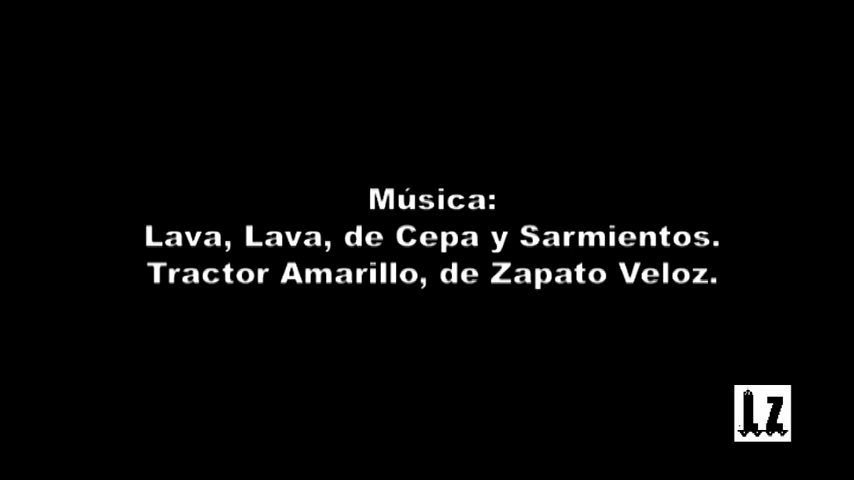 Música:
Lava, Lava, de Cepa y Sarmientos.
Tractor Amarillo, de Zapato Veloz.
LZ